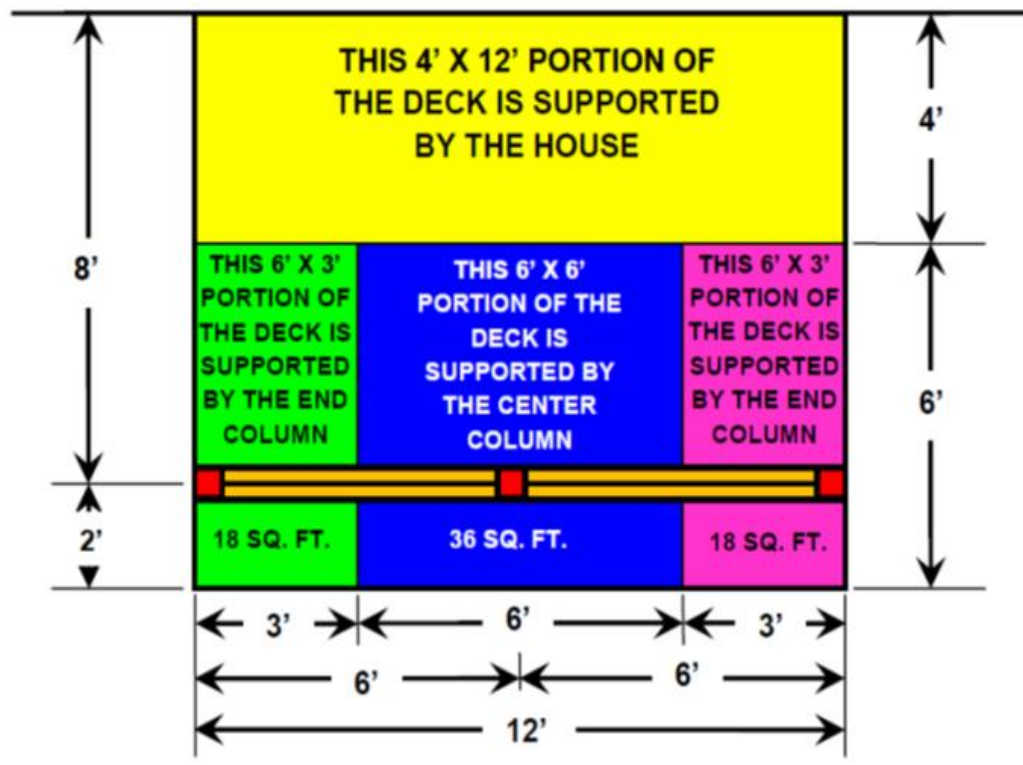 THIS 4' X 12' PORTION OF
THE DECK IS SUPPORTED
BY THE HOUSE
4'
8'
THIS 6' X 3'
PORTION OF
THE DECK IS
SUPPORTED
BY THE END
COLUMN
THIS 6' X 6'
PORTION OF THE
DECK IS
SUPPORTED BY
THE CENTER
COLUMN
THIS 6' X 3'
PORTION OF
THE DECK IS
SUPPORTED
BY THE END
COLUMN
6'
2'
18 SQ. FT.
36 SQ. FT.
18 SQ. FT.
3'
6'
3'
6'
6'
12'